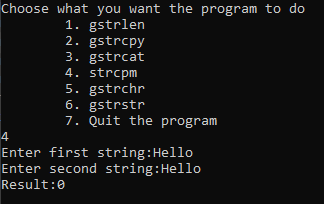 Choose what you want the program to do
1. gstrlen
2. gstrcpy
3. gstrcat
4. strcpm
5. gstrchr
6. gstrstr
7. Quit the program
4
Enter first string:Hello
Enter second string:Hello
Result:0